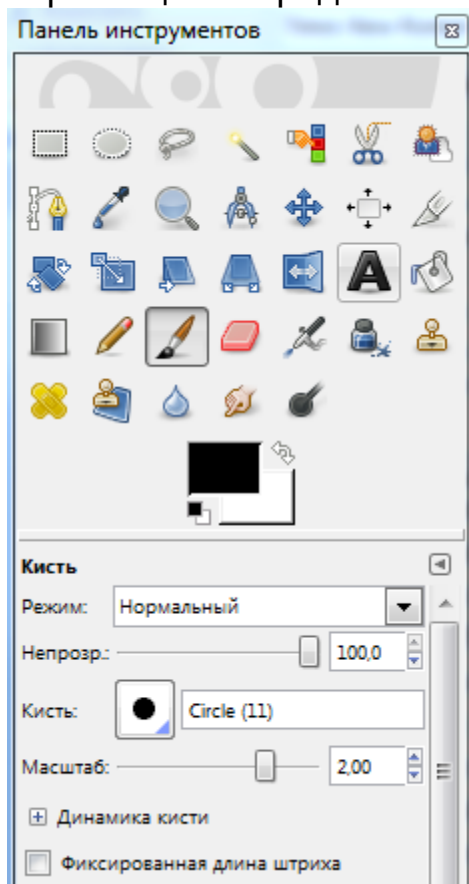 Панель инструментов
Кисть
Режим: Нормальный
Непрозр.: 100,0
Кисть: Circle (11)
Масштаб: 2,00
Динамика кисти
Фиксированная длина штриха